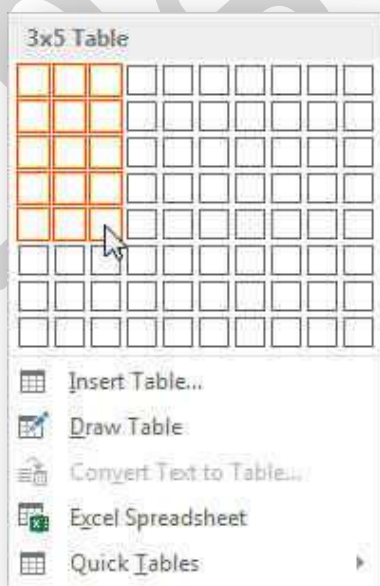 3x5 Table
Insert Table...
Draw Table
Convert Text to Table...
Excel Spreadsheet
Quick Tables